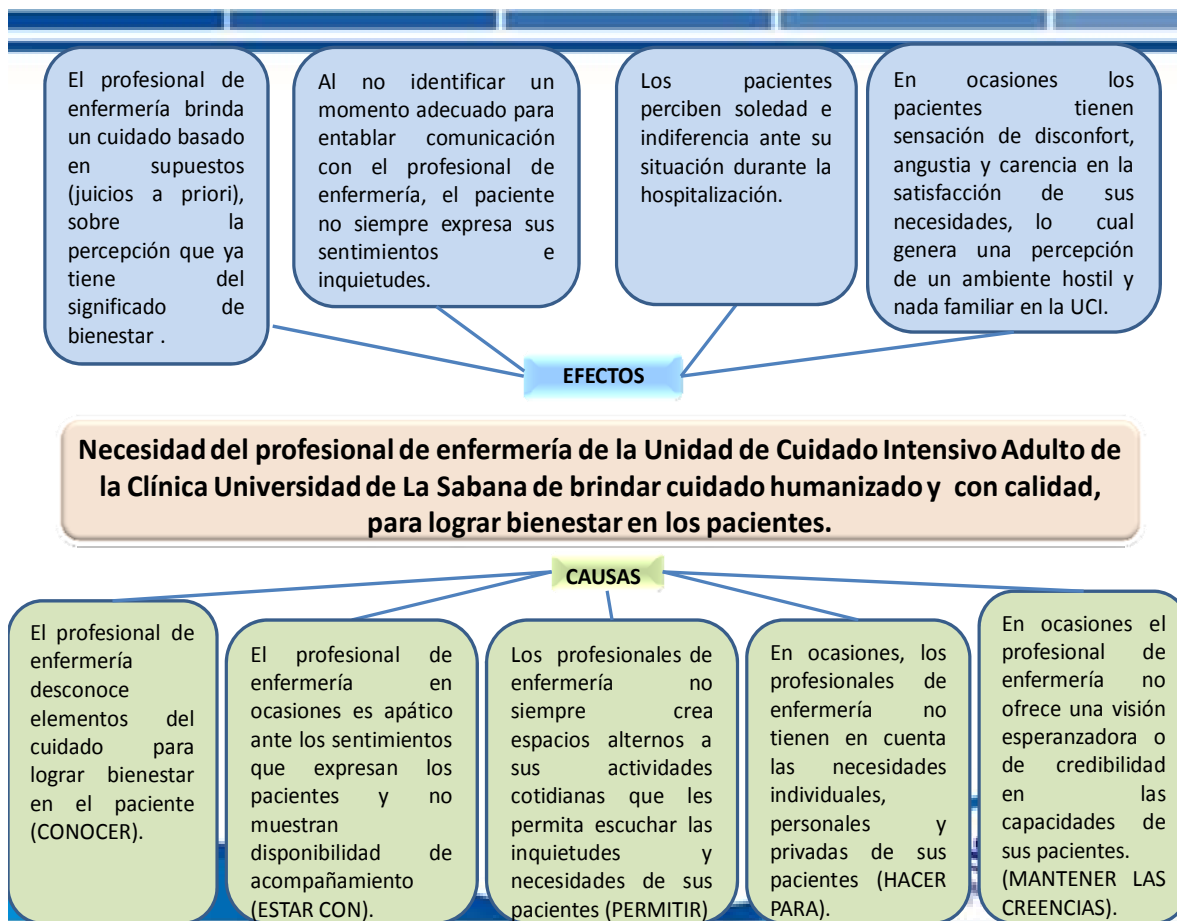 El profesional de
enfermería brinda
un cuidado basado
en supuestos
(juicios a priori),
sobre la
percepción que ya
tiene del
significado de
bienestar .
Al no identificar un
momento adecuado para
entablar comunicación
con el profesional de
enfermería, el paciente
no siempre expresa sus
sentimientos e
inquietudes.
Los pacientes
perciben soledad e
indiferencia ante su
situación durante la
hospitalización.
En ocasiones los
pacientes tienen
sensación de disconfort,
angustia y carencia en la
satisfacción de sus
necesidades, lo cual
genera una percepción
de un ambiente hostil y
nada familiar en la UCI.
EFECTOS
Necesidad del profesional de enfermería de la Unidad de Cuidado Intensivo Adulto de
la Clínica Universidad de La Sabana de brindar cuidado humanizado y con calidad,
para lograr bienestar en los pacientes.
CAUSAS
El profesional de
enfermería
desconoce
elementos del
cuidado para
lograr bienestar
en el paciente
(CONOCER).
El profesional de
enfermería en
ocasiones es apático
ante los sentimientos
que expresan los
pacientes y no
muestran
disponibilidad de
acompañamiento
(ESTAR CON).
Los profesionales de
enfermería no
siempre crea
espacios alternos a
sus actividades
cotidianas que les
permita escuchar las
inquietudes y
necesidades de sus
pacientes (PERMITIR)
En ocasiones, los
profesionales de
enfermería no
tienen en cuenta
las necesidades
individuales,
personales y
privadas de sus
pacientes (HACER
PARA).
En ocasiones el
profesional de
enfermería no
ofrece una visión
esperanzadora o
de credibilidad
en las
capacidades de
sus pacientes.
(MANTENER LAS
CREENCIAS).